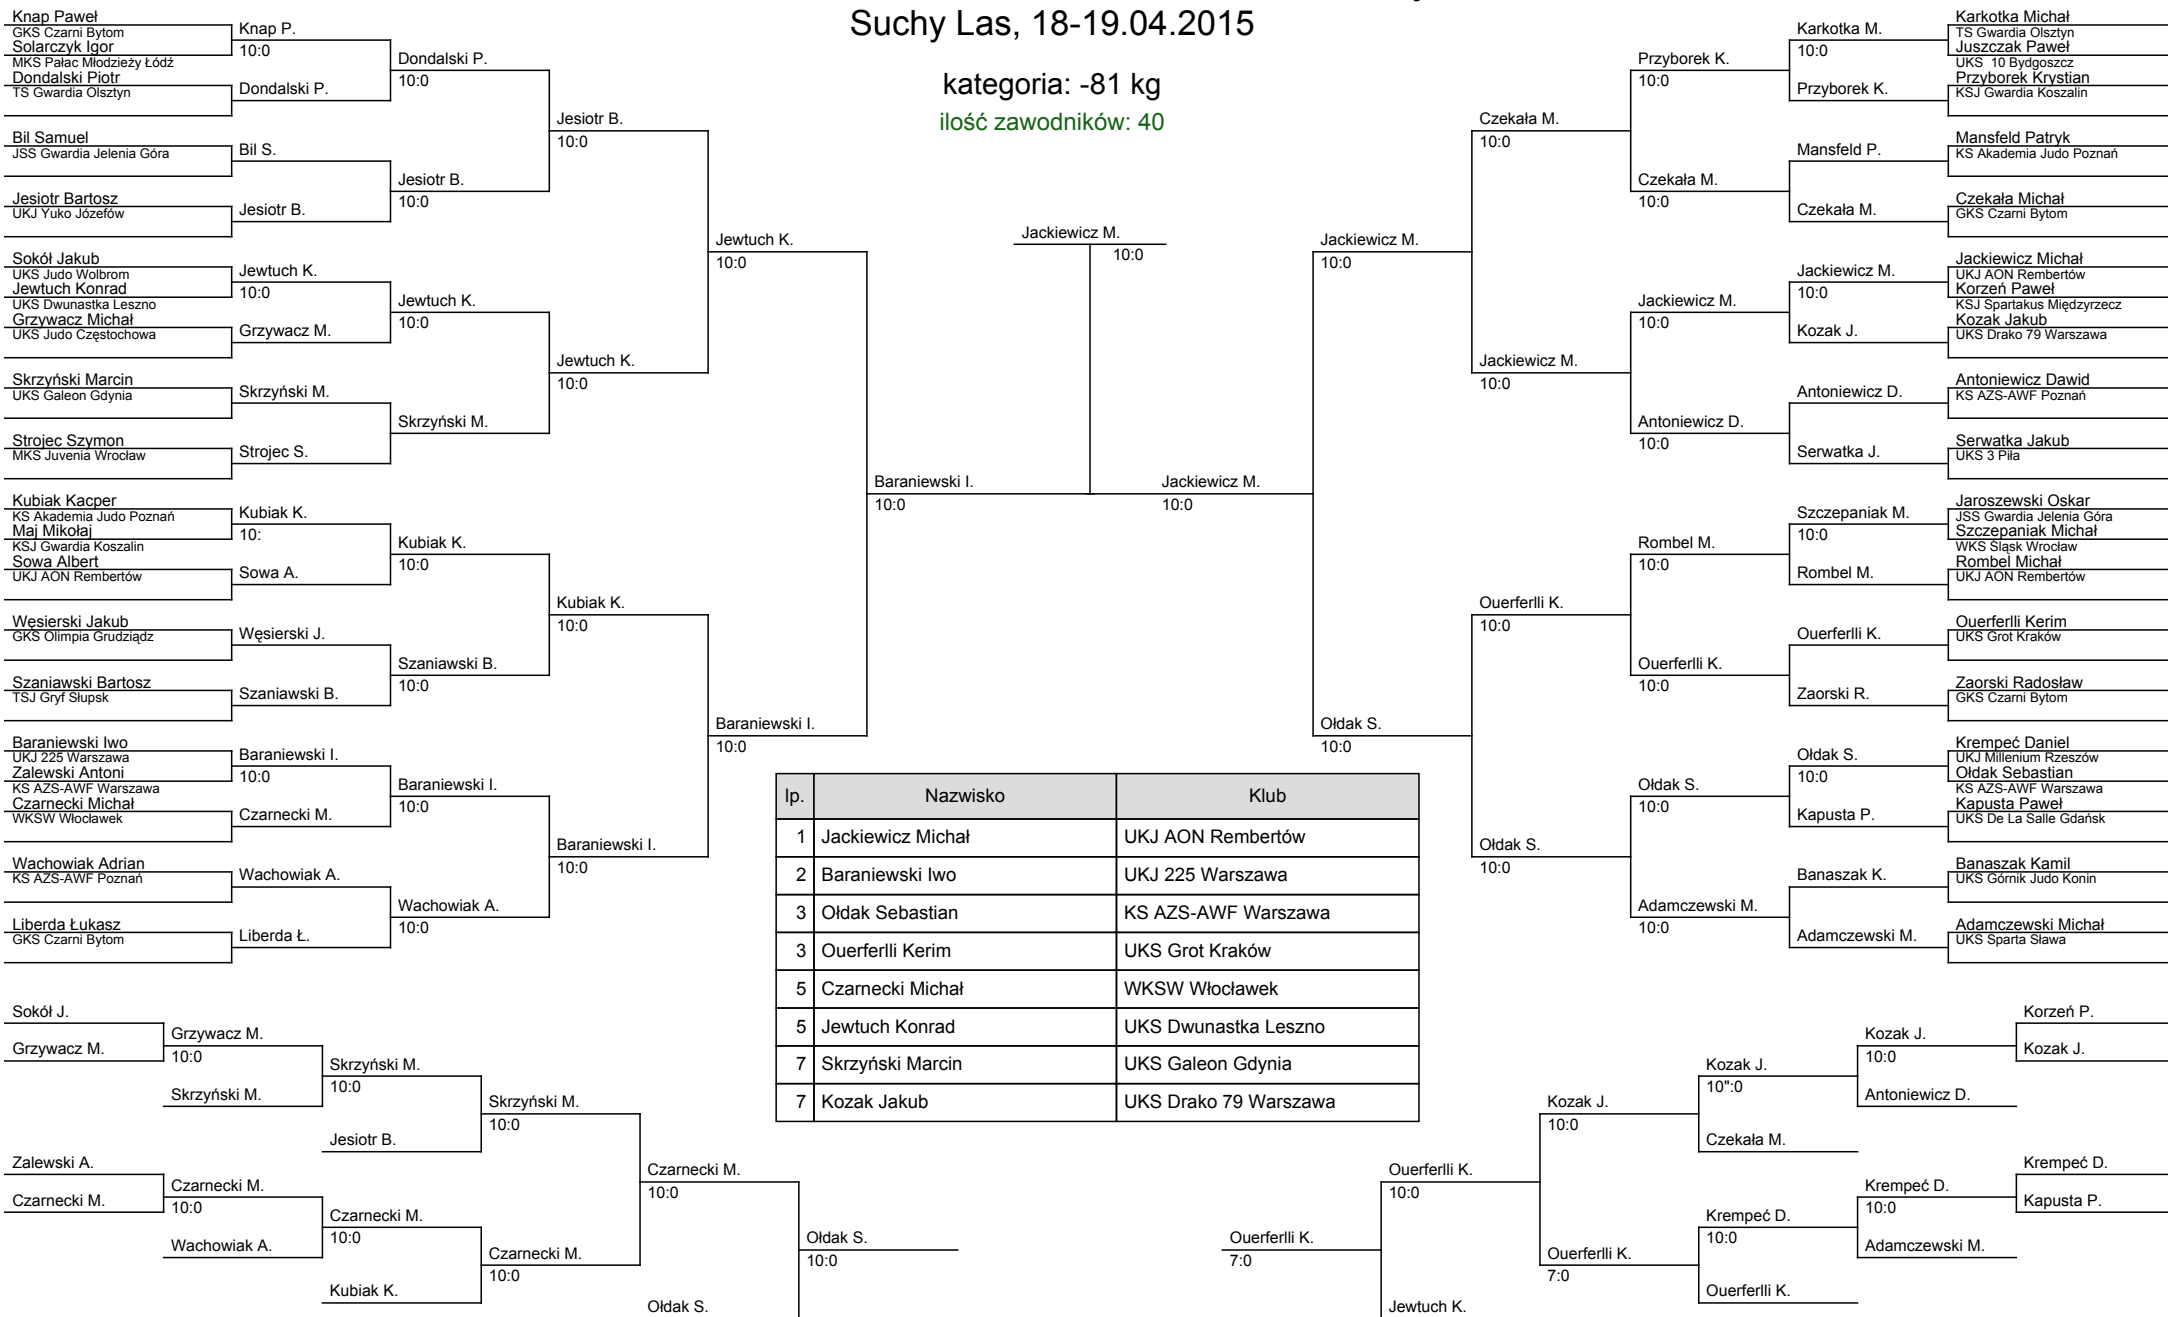 Suchy Las, 18-19.04.2015
kategoria: -81 kg
ilość zawodników: 40
Knap Paweł
GKS Czarni Bytom
Solarczyk Igor
MKS Pałac Młodzieży Łódź
Dondalski Piotr
TS Gwardia Olsztyn
Bil Samuel
JSS Gwardia Jelenia Góra
Jesiotr Bartosz
UKJ Yuko Józefów
Sokół Jakub
UKS Judo Wolbrom
Jewtuch Konrad
UKS Dwunastka Leszno
Grzywacz Michał
UKS Judo Częstochowa
Skrzyński Marcin
UKS Galeon Gdynia
Strojec Szymon
MKS Juvenia Wrocław
Kubiak Kacper
KS Akademia Judo Poznań
Maj Mikołaj
KSJ Gwardia Koszalin
Sowa Albert
UKJ AON Rembertów
Węsierski Jakub
GKS Olimpia Grudziądz
Szaniawski Bartosz
TSJ Gryf Słupsk
Baraniewski Iwo
UKJ 225 Warszawa
Zalewski Antoni
KS AZS-AWF Warszawa
Czarnecki Michał
WKSW Włocławek
Wachowiak Adrian
KS AZS-AWF Poznań
Liberda Łukasz
GKS Czarni Bytom
Knap P.
10:0
Dondalski P.
Bil S.
Jesiotr B.
Jewtuch K.
10:0
Grzywacz M.
Skrzyński M.
Strojec S.
Kubiak K.
10:
Sowa A.
Węsierski J.
Szaniawski B.
Baraniewski I.
10:0
Czarnecki M.
Wachowiak A.
Liberda Ł.
Dondalski P.
10:0
Jesiotr B.
10:0
Jewtuch K.
10:0
Skrzyński M.
Kubiak K.
10:0
Szaniawski B.
10:0
Baraniewski I.
10:0
Wachowiak A.
10:0
Jesiotr B.
10:0
Jewtuch K.
10:0
Kubiak K.
10:0
Baraniewski I.
10:0
Jewtuch K.
10:0
Baraniewski I.
10:0
Baraniewski I.
10:0
Jackiewicz M.
10:0
Jackiewicz M.
10:0
Jackiewicz M.
10:0
Ołdak S.
10:0
Czekała M.
10:0
Jackiewicz M.
10:0
Ouerferlli K.
10:0
Ołdak S.
10:0
Przyborek K.
10:0
Czekała M.
10:0
Jackiewicz M.
10:0
Antoniewicz D.
10:0
Rombel M.
10:0
Ouerferlli K.
10:0
Ołdak S.
10:0
Adamczewski M.
10:0
Karkotka M.
10:0
Przyborek K.
Mansfeld P.
Czekała M.
Jackiewicz M.
10:0
Kozak J.
Antoniewicz D.
Serwatka J.
Szczepaniak M.
10:0
Rombel M.
Ouerferlli K.
Zaorski R.
Ołdak S.
10:0
Kapusta P.
Banaszak K.
Adamczewski M.
Karkotka Michał
TS Gwardia Olsztyn
Juszczak Paweł
UKS 10 Bydgoszcz
Przyborek Krystian
KSJ Gwardia Koszalin
Mansfeld Patryk
KS Akademia Judo Poznań
Czekała Michał
GKS Czarni Bytom
Jackiewicz Michał
UKJ AON Rembertów
Korzeń Paweł
KSJ Spartakus Międzyrzecz
Kozak Jakub
UKS Drako 79 Warszawa
Antoniewicz Dawid
KS AZS-AWF Poznań
Serwatka Jakub
UKS 3 Piła
Jaroszewski Oskar
JSS Gwardia Jelenia Góra
Szczepaniak Michał
WKS Śląsk Wrocław
Rombel Michał
UKJ AON Rembertów
Ouerferlli Kerim
UKS Grot Kraków
Zaorski Radosław
GKS Czarni Bytom
Krempeć Daniel
UKJ Millenium Rzeszów
Ołdak Sebastian
KS AZS-AWF Warszawa
Kapusta Paweł
UKS De La Salle Gdańsk
Banaszak Kamil
UKS Górnik Judo Konin
Adamczewski Michał
UKS Sparta Sława
lp. Nazwisko Klub
1 Jackiewicz Michał UKJ AON Rembertów
2 Baraniewski Iwo UKJ 225 Warszawa
3 Ołdak Sebastian KS AZS-AWF Warszawa
3 Ouerferlli Kerim UKS Grot Kraków
5 Czarnecki Michał WKSW Włocławek
5 Jewtuch Konrad UKS Dwunastka Leszno
7 Skrzyński Marcin UKS Galeon Gdynia
7 Kozak Jakub UKS Drako 79 Warszawa
Sokół J.
Grzywacz M.
Zalewski A.
Czarnecki M.
Grzywacz M.
10:0
Skrzyński M.
Czarnecki M.
10:0
Wachowiak A.
Skrzyński M.
10:0
Jesiotr B.
Czarnecki M.
10:0
Kubiak K.
Skrzyński M.
10:0
Czarnecki M.
10:0
Czarnecki M.
10:0
Ołdak S.
Ołdak S.
10:0
Ouerferlli K.
7:0
Ouerferlli K.
10:0
Jewtuch K.
Kozak J.
10:0
Ouerferlli K.
7:0
Kozak J.
10":0
Czekała M.
Krempeć D.
10:0
Ouerferlli K.
Kozak J.
10:0
Antoniewicz D.
Krempeć D.
10:0
Adamczewski M.
Korzeń P.
Kozak J.
Krempeć D.
Kapusta P.